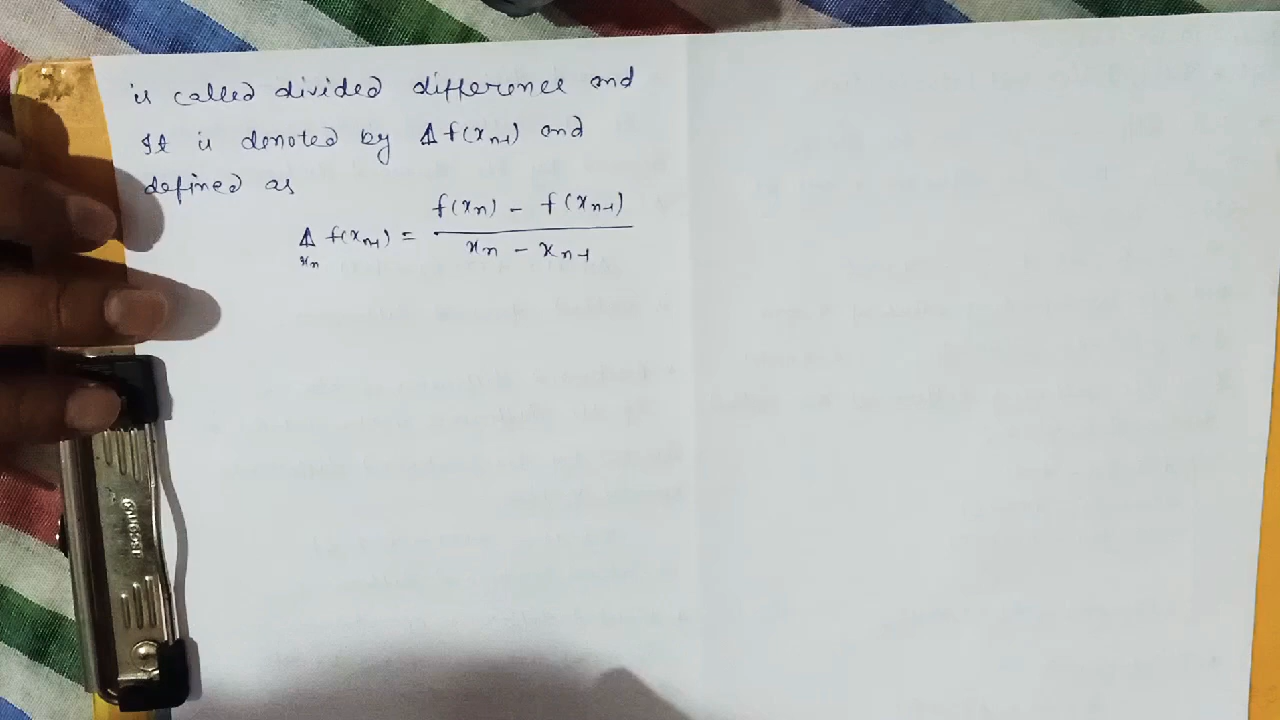 is called divided difference and
It is denoted by ⍋ f(xₙ₋₁) and
defined as
⍋ f(xₙ₋₁) = f(xₙ) - f(xₙ₋₁) / xₙ - xₙ₋₁
xₙ